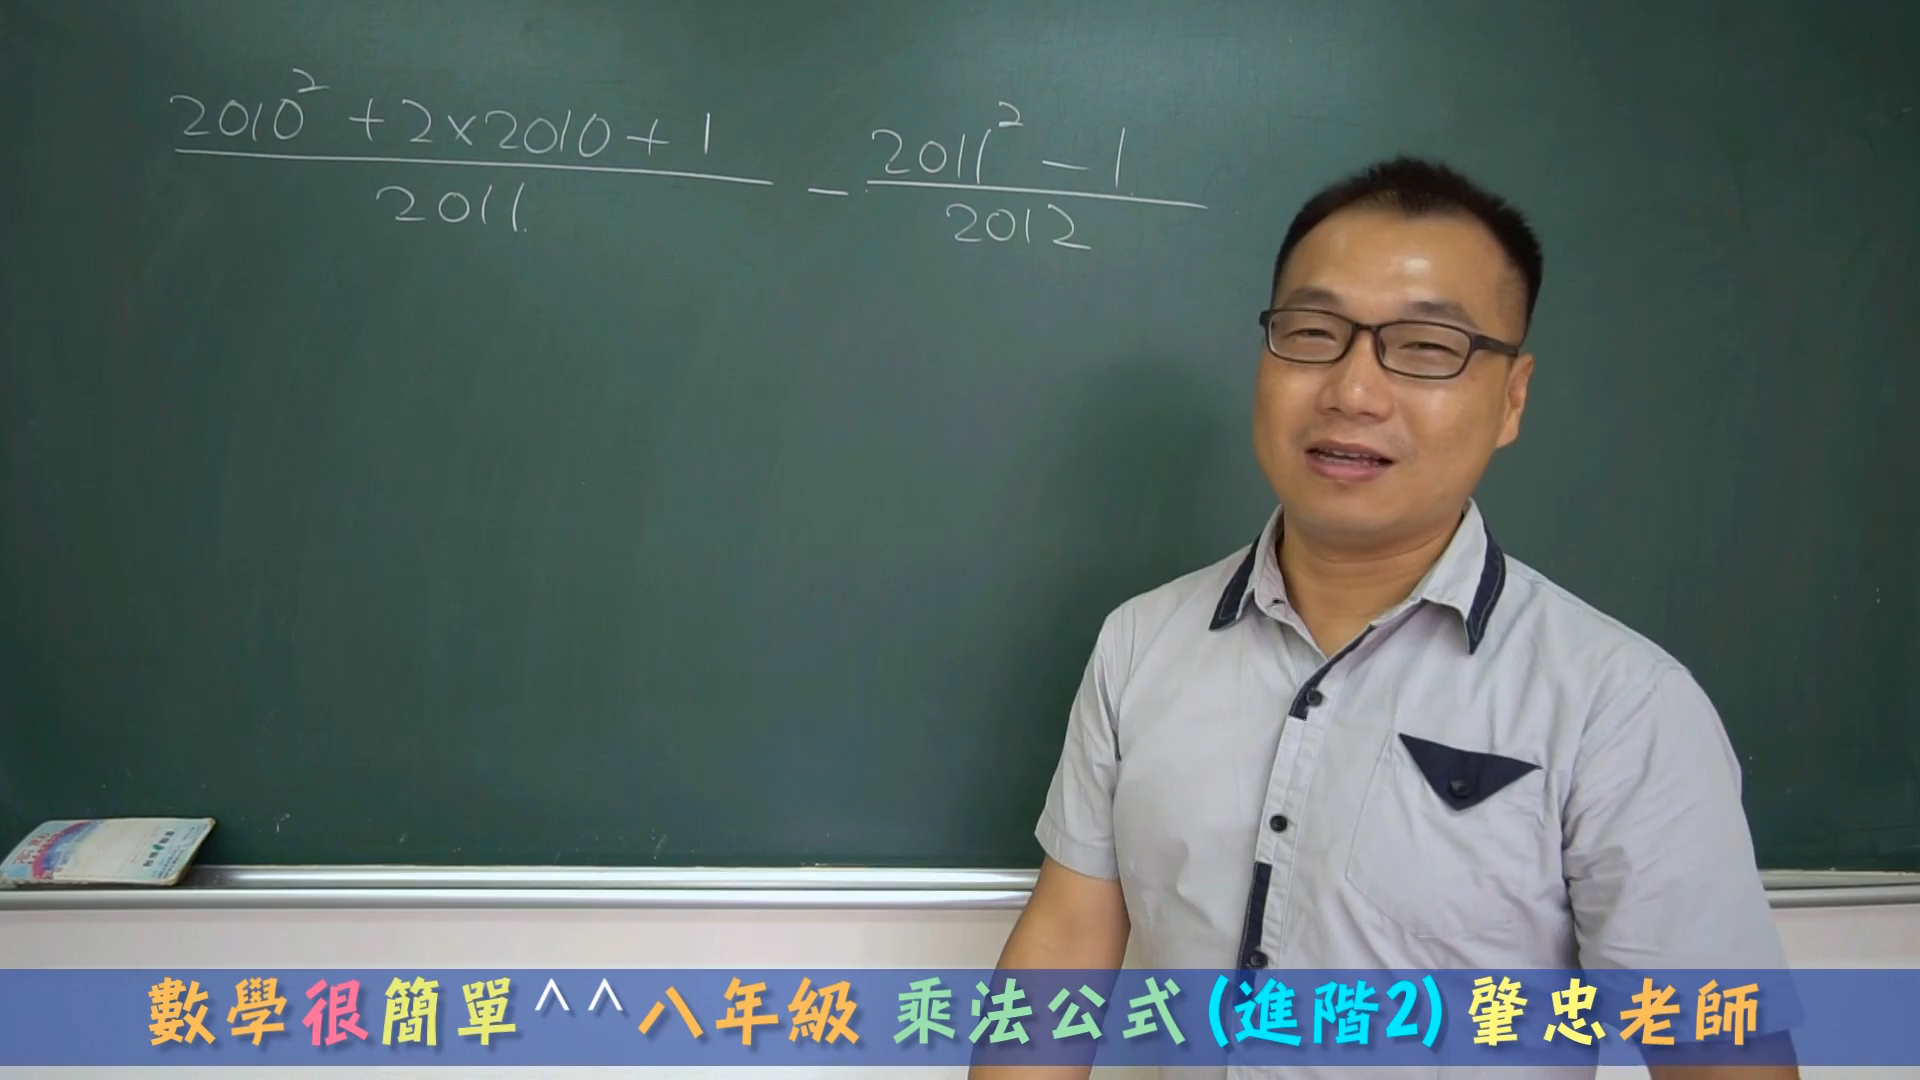 2010² + 2×2010 + 1 − 2011² − 1
2011 2012
數學很簡單^^八年級 乘法公式(進階2)肇忠老師